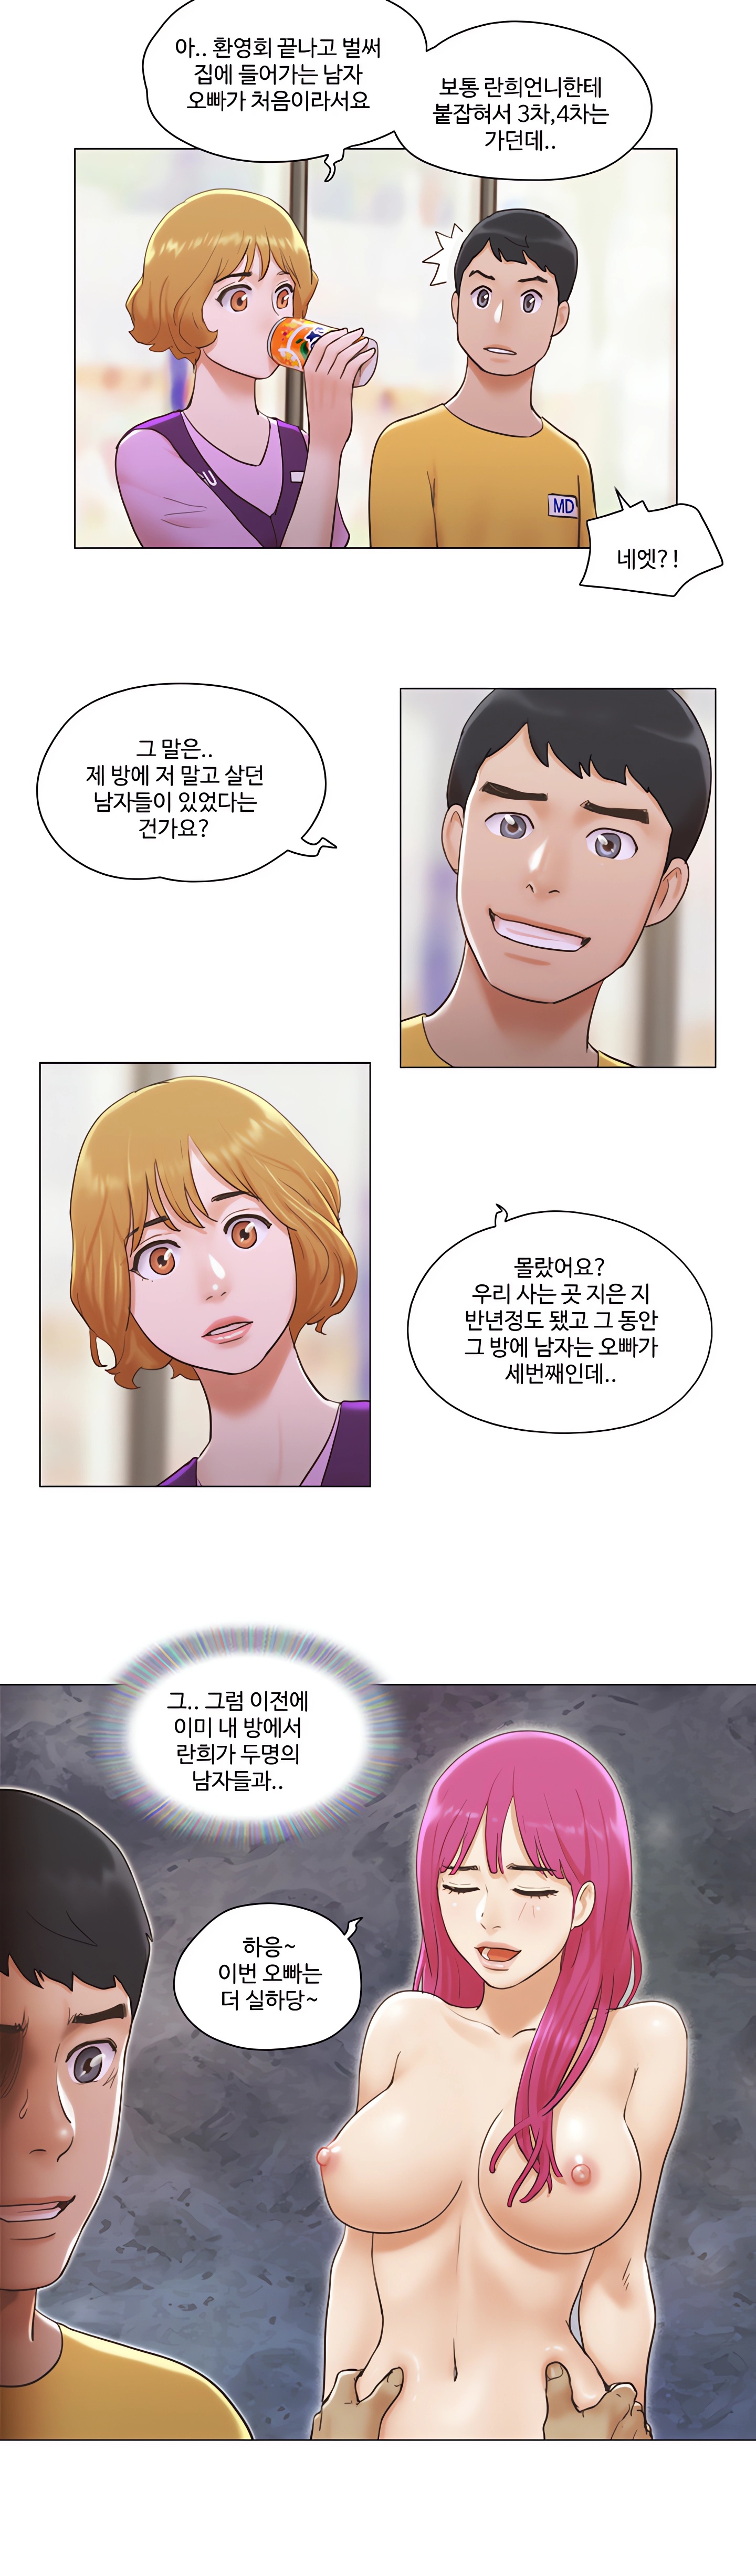 아.. 환영회 끝나고 벌써
집에 들어가는 남자
오빠가 처음이라서요
보통 란희언니한테
붙잡혀서 3차,4차는
가던데..
MD
네엣?!
그 말은..
제 방에 저 말고 살던
남자들이 있었다는
건가요?
몰랐어요?
우리 사는 곳 지은 지
반년정도 됐고 그 동안
그 방에 남자는 오빠가
세번째인데..
그.. 그럼 이전에
이미 내 방에서
란희가 두명의
남자들과..
하응~
이번 오빠는
더 실하당~